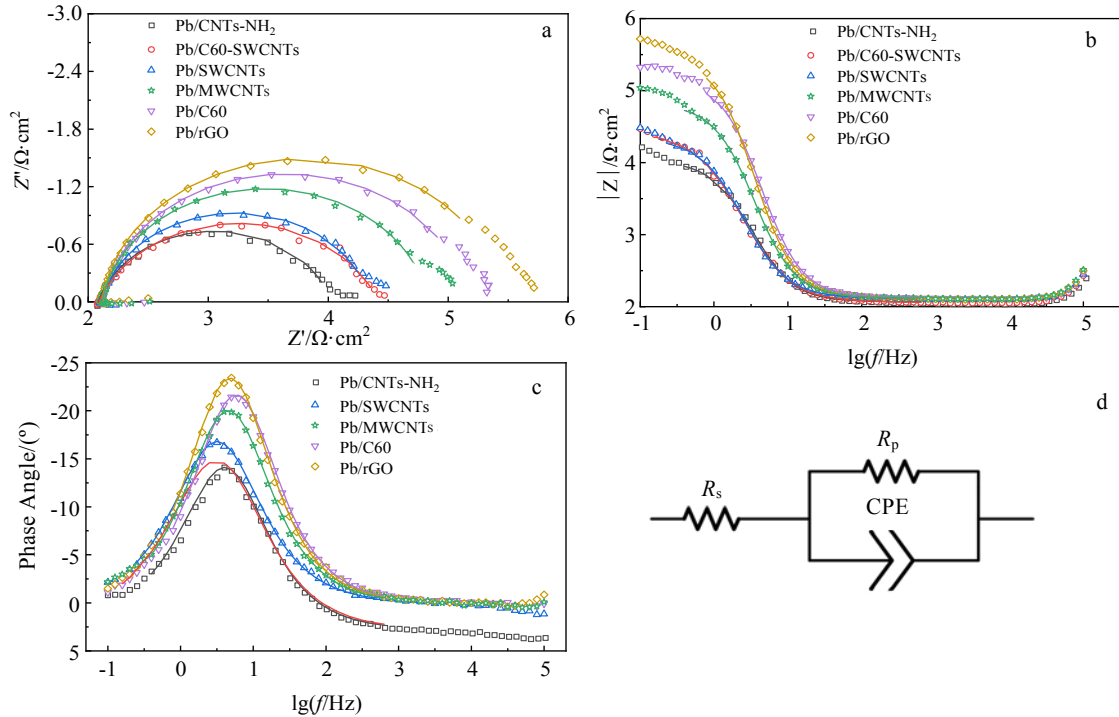 a
-3.0
-2.4
-1.8
-1.2
-0.6
0.0
Z''/Ω·cm²
2
3
4
5
6
Z'/Ω·cm²
Pb/CNTs-NH₂
Pb/C60-SWCNTs
Pb/SWCNTs
Pb/MWCNTs
Pb/C60
Pb/rGO
b
6
5
4
3
2
|Z|/Ω·cm²
-1
0
1
2
3
4
5
lg(f/Hz)
Pb/CNTs-NH₂
Pb/C60-SWCNTs
Pb/SWCNTs
Pb/MWCNTs
Pb/C60
Pb/rGO
c
-25
-20
-15
-10
-5
0
5
Phase Angle/(°)
-1
0
1
2
3
4
5
lg(f/Hz)
Pb/CNTs-NH₂
Pb/SWCNTs
Pb/MWCNTs
Pb/C60
Pb/rGO
d
Rₚ
CPE
Rₛ